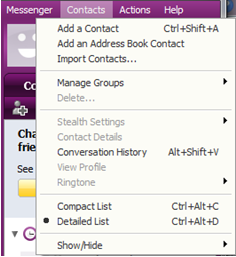 Messenger Contacts Actions Help
Add a Contact Ctrl+Shift+A
Add an Address Book Contact
Import Contacts...
Manage Groups
Delete...
Stealth Settings
Contact Details
Conversation History Alt+Shift+V
View Profile
Ringtone
Compact List Ctrl+Alt+C
Detailed List Ctrl+Alt+D
Show/Hide
Co
Cha
frie
See